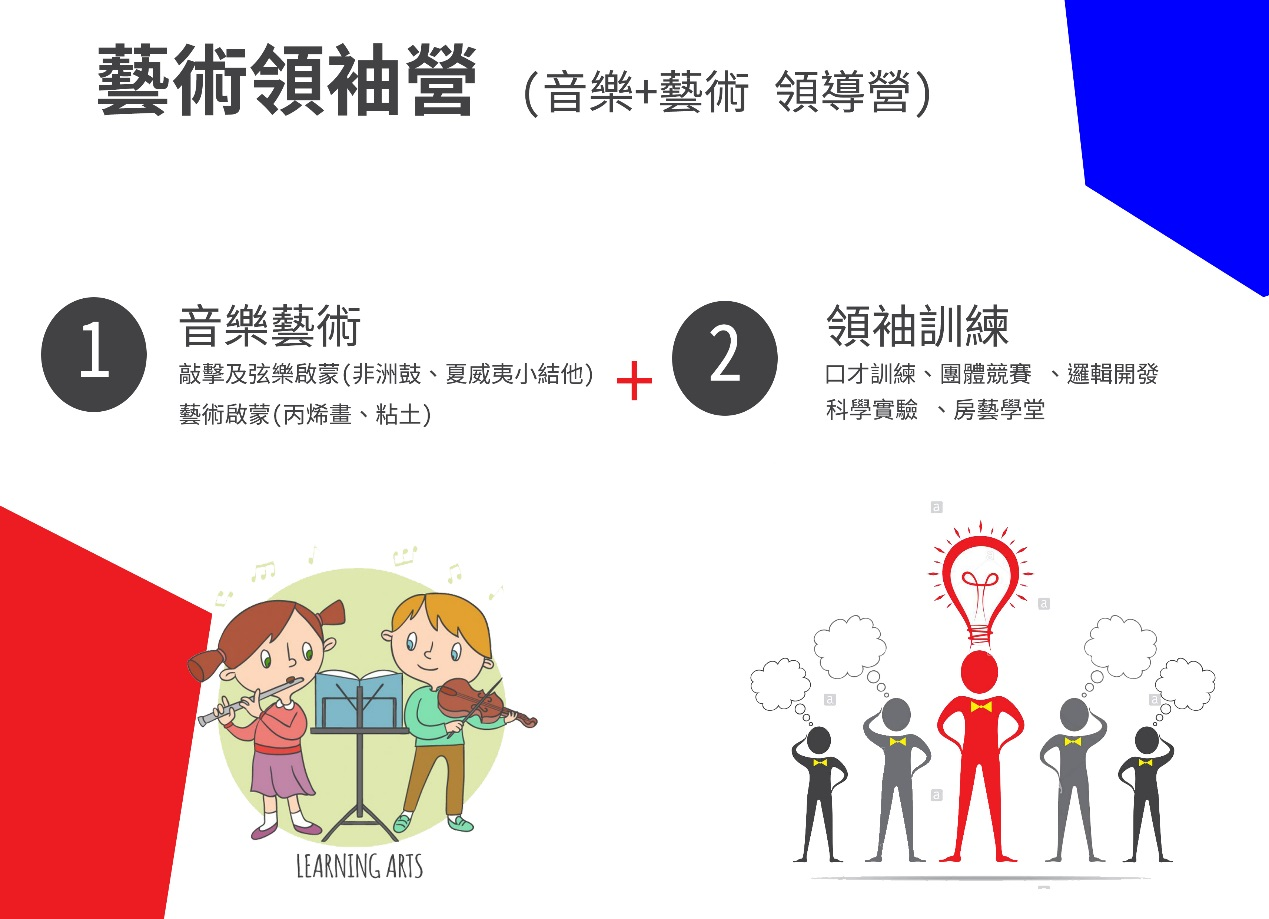 藝術領袖營 (音樂+藝術 領導營)
1
音樂藝術
敲擊及弦樂啟蒙(非洲鼓、夏威夷小結他)
藝術啟蒙(丙烯畫、粘土)
+
2
領袖訓練
口才訓練、團體競賽 、邏輯開發
科學實驗 、房藝學堂
LEARNING ARTS
a
a
a
a
a